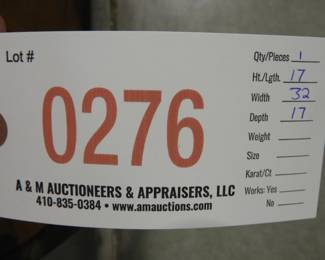 Lot #
0276
Qty/Pieces 1
Ht./Lgth. 17
Width 32
Depth 17
Weight
Size
Karat/Ct
Works: Yes
No
A & M AUCTIONEERS & APPRAISERS, LLC
410-835-0384 • www.amauctions.com